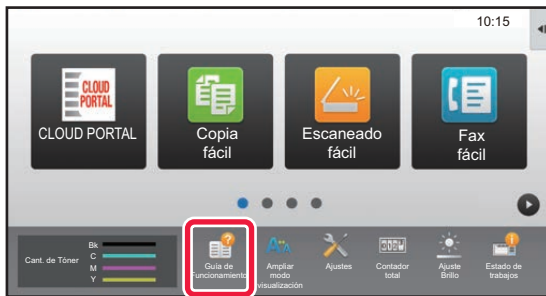 10:15
CLOUD
PORTAL
CLOUD PORTAL
Copia
fácil
Escaneado
fácil
Fax
fácil
Cant. de Tóner
Bk
C
M
Y
Guía de
Funcionamiento
Ampliar
modo
visualización
Ajustes
Contador
total
Ajuste
Brillo
Estado de
trabajos